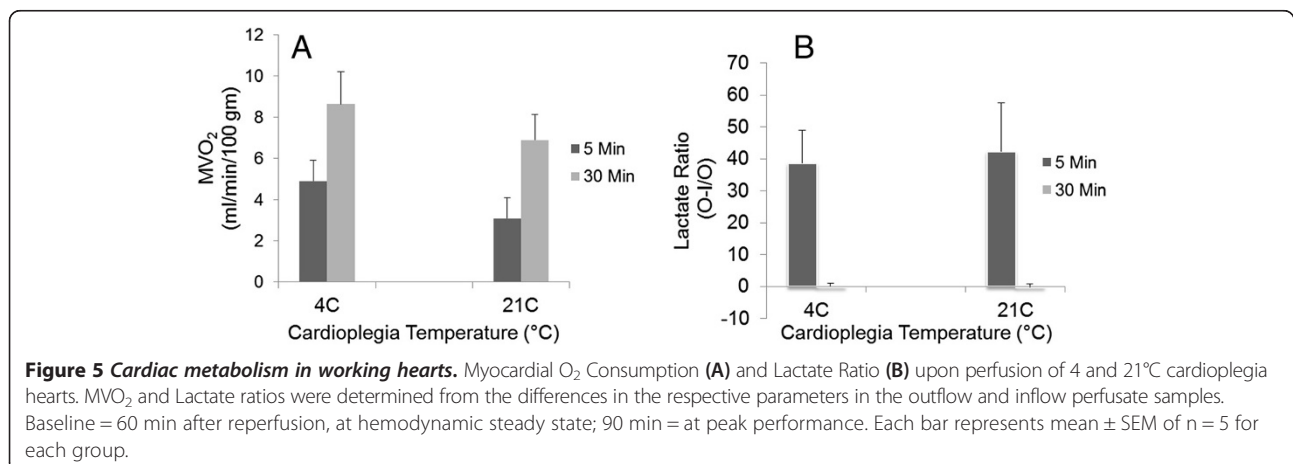 A
MVO₂
(ml/min/100 gm)
12
10
8
6
4
2
0
4C
21C
Cardioplegia Temperature (°C)
5 Min
30 Min
B
Lactate Ratio
(O-I/O)
70
60
50
40
30
20
10
0
-10
4C
21C
Cardioplegia Temperature (°C)
5 Min
30 Min
Figure 5 Cardiac metabolism in working hearts. Myocardial O₂ Consumption (A) and Lactate Ratio (B) upon perfusion of 4 and 21°C cardioplegia
hearts. MVO₂ and Lactate ratios were determined from the differences in the respective parameters in the outflow and inflow perfusate samples.
Baseline = 60 min after reperfusion, at hemodynamic steady state; 90 min = at peak performance. Each bar represents mean ± SEM of n = 5 for
each group.